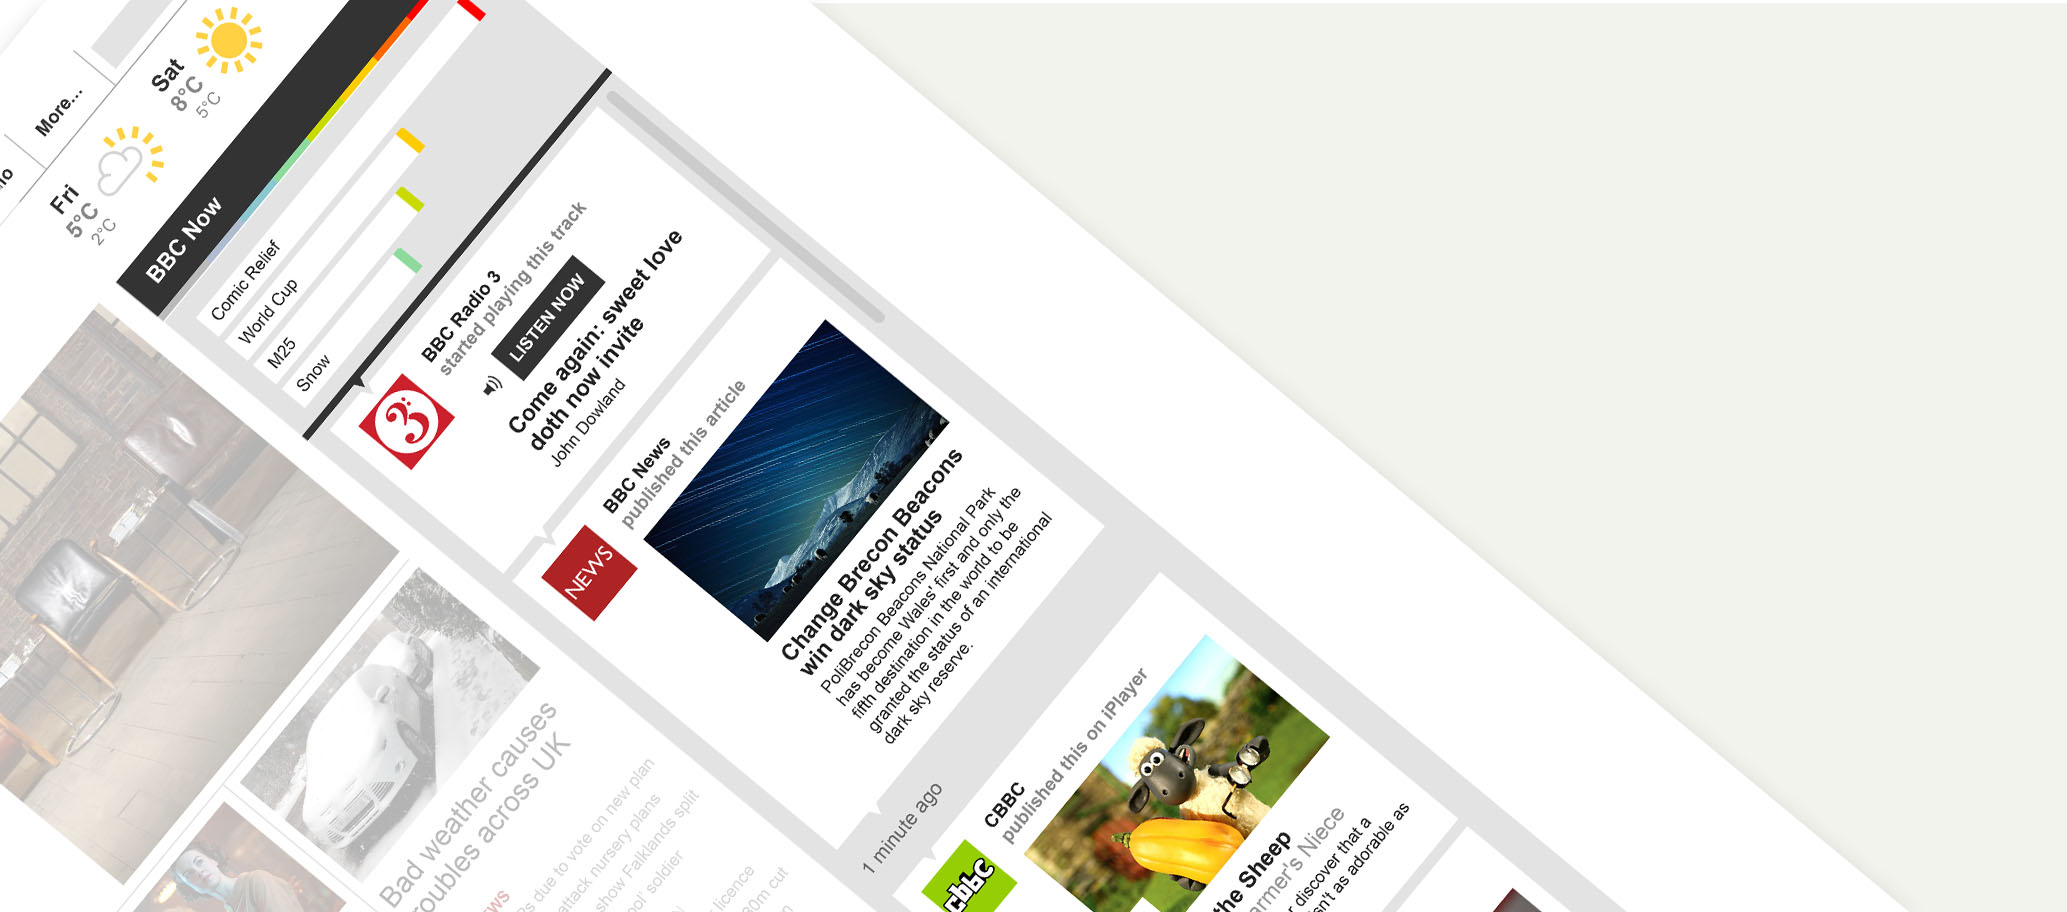 More...
Sat
8°C
5°C
Fri
5°C
2°C
BBC Now
Comic Relief
World Cup
M25
Snow
3
BBC Radio 3
started playing this track
LISTEN NOW
Come again: sweet love
doth now invite
John Dowland
NEWS
BBC News
published this article
Change Brecon Beacons
win dark sky status
PoliBrecon Beacons National Park
has become Wales' first and only the
fifth destination in the world to be
granted the status of an international
dark sky reserve.
1 minute ago
cbbc
CBBC
published this on iPlayer
the Sheep
armer's Niece
r discover that a
sn't as adorable as
Bad weather causes
roubles across UK
ws
Rs due to vote on new plan
attack nursery plans
show Falklands split
ool' soldier
licence
80m cut